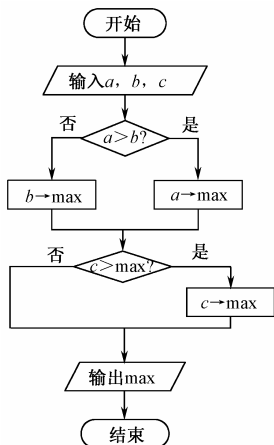 开始
输入a，b，c
否
a>b?
是
b→max
a→max
否
c>max?
是
c→max
输出max
结束